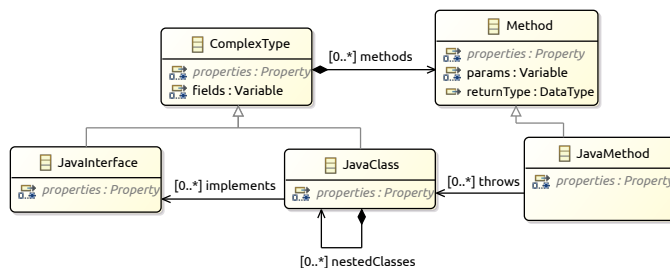 ComplexType
properties : Property
fields : Variable
[0..*] methods
Method
properties : Property
params : Variable
returnType : DataType
JavaInterface
properties : Property
[0..*] implements
JavaClass
properties : Property
[0..*] throws
JavaMethod
properties : Property
[0..*] nestedClasses